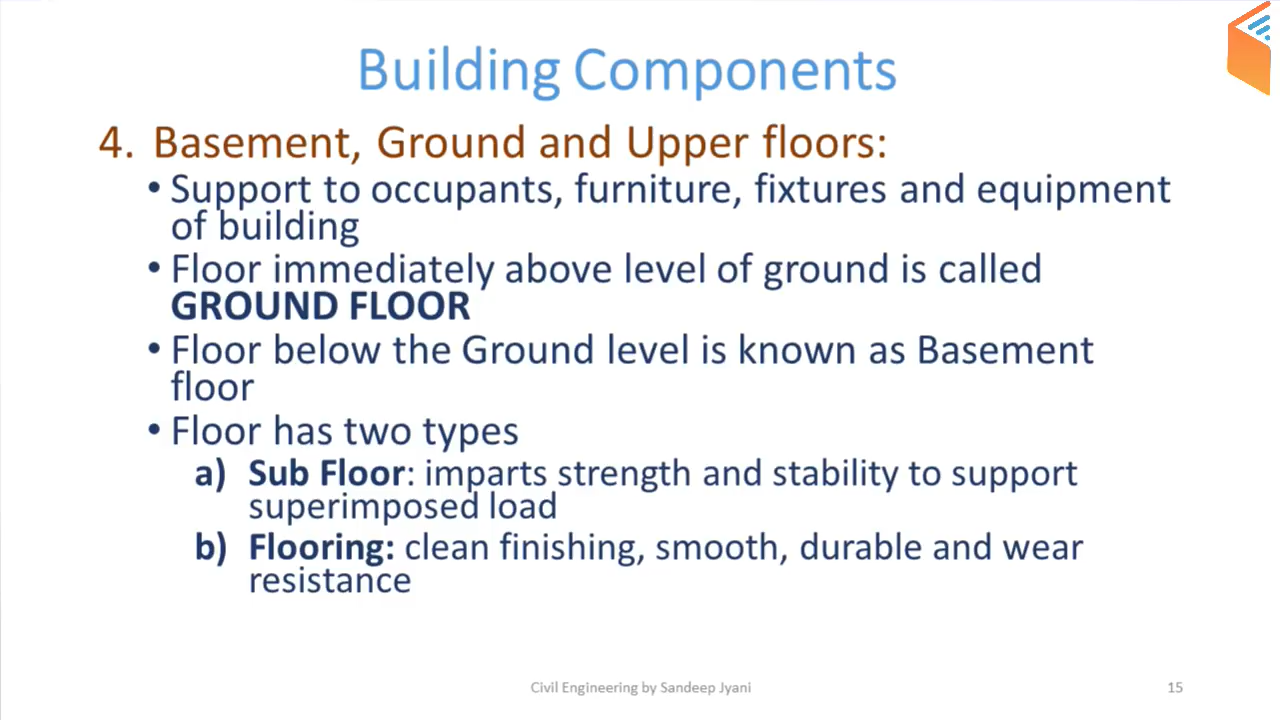 Building Components
4. Basement, Ground and Upper floors:
• Support to occupants, furniture, fixtures and equipment
of building
• Floor immediately above level of ground is called
GROUND FLOOR
• Floor below the Ground level is known as Basement
floor
• Floor has two types
a) Sub Floor: imparts strength and stability to support
superimposed load
b) Flooring: clean finishing, smooth, durable and wear
resistance
Civil Engineering by Sandeep Jyani
15